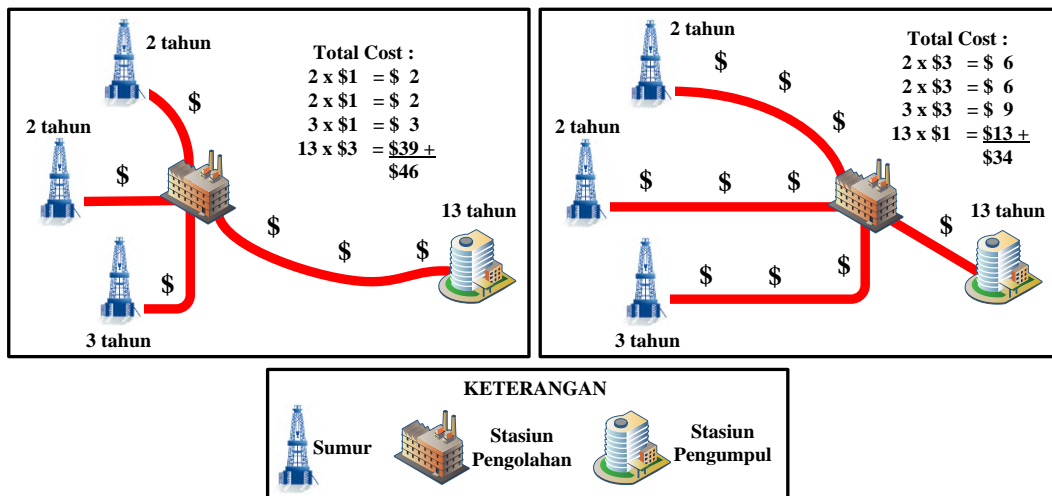 2 tahun
Total Cost :
2 x $1 = $ 2
2 x $1 = $ 2
3 x $1 = $ 3
13 x $3 = $39 +
$46
$
2 tahun
$
13 tahun
$ $ $
$
3 tahun
2 tahun
Total Cost :
2 x $3 = $ 6
2 x $3 = $ 6
3 x $3 = $ 9
13 x $1 = $13 +
$34
$ $ $
2 tahun
$ $ $
13 tahun
$
$ $ $
3 tahun
KETERANGAN
Sumur
Stasiun
Pengolahan
Stasiun
Pengumpul